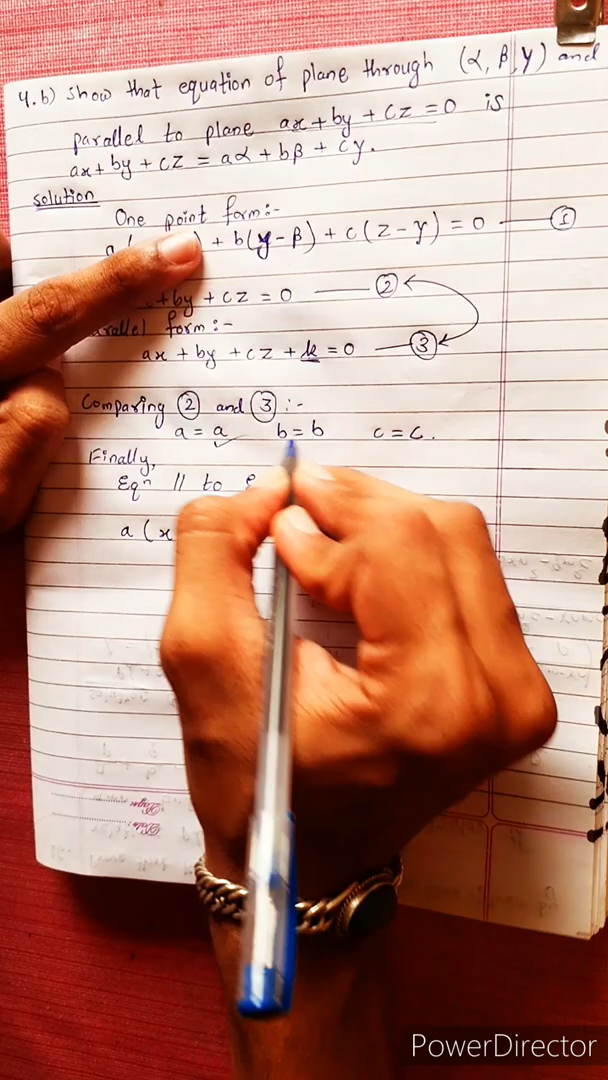 4.b) Show that equation of plane through (α, β, γ) and
parallel to plane ax + by + cz = 0 is
ax + by + cz = aα + bβ + cγ.
solution
One point form:-
a( ) + b(y - β) + c(z - γ) = 0 — ①
+by + cz = 0 — ②
form:-
ax + by + cz + k = 0 — ③
Comparing ② and ③ :-
a = a ✓ b = b c = c.
Finally,
Eqⁿ // to e
a (x
PowerDirector